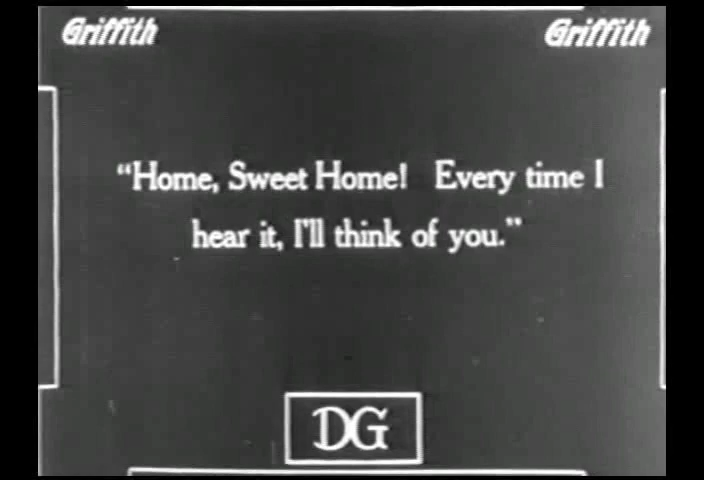 Griffith Griffith
“Home, Sweet Home! Every time I
hear it, I'll think of you.”
DG